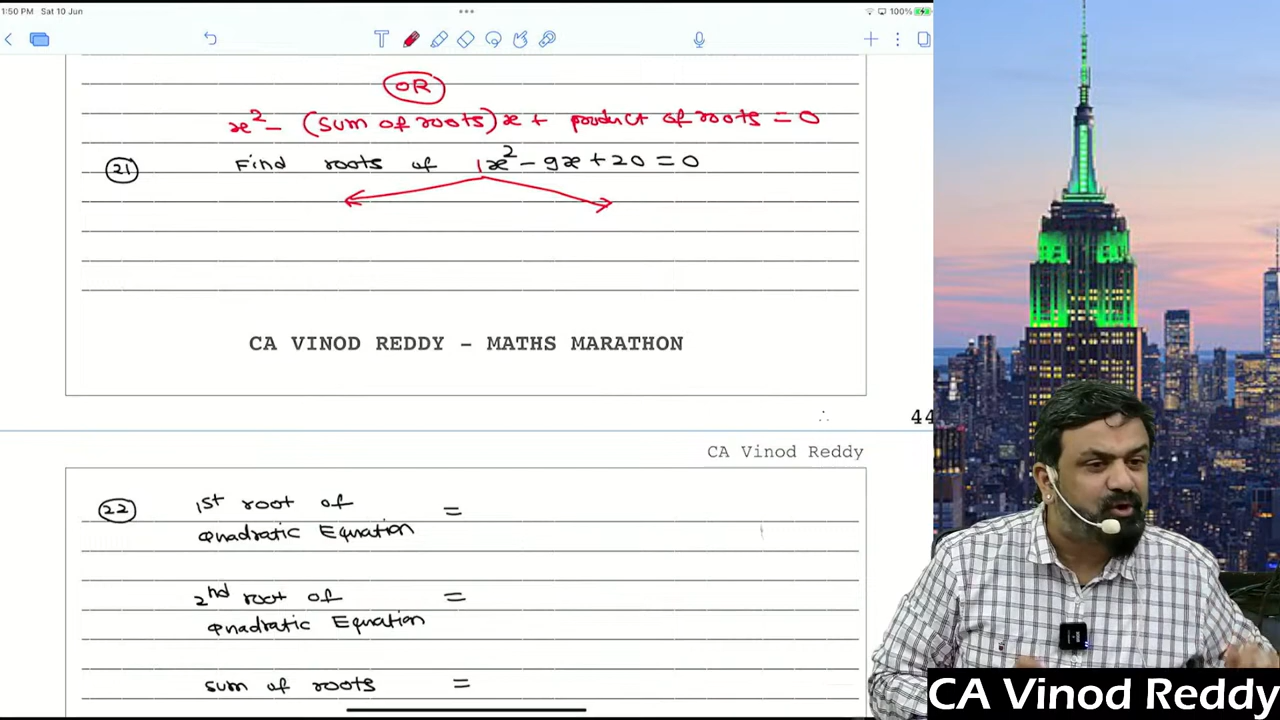 1:50 PM Sat 10 Jun
100%
OR
x² - (sum of roots)x + product of roots = 0
21 Find roots of 1x² - 9x + 20 = 0
CA VINOD REDDY - MATHS MARATHON
44
CA Vinod Reddy
22 1st root of =
Quadratic Equation
2nd root of =
Quadratic Equation
sum of roots =
CA Vinod Reddy